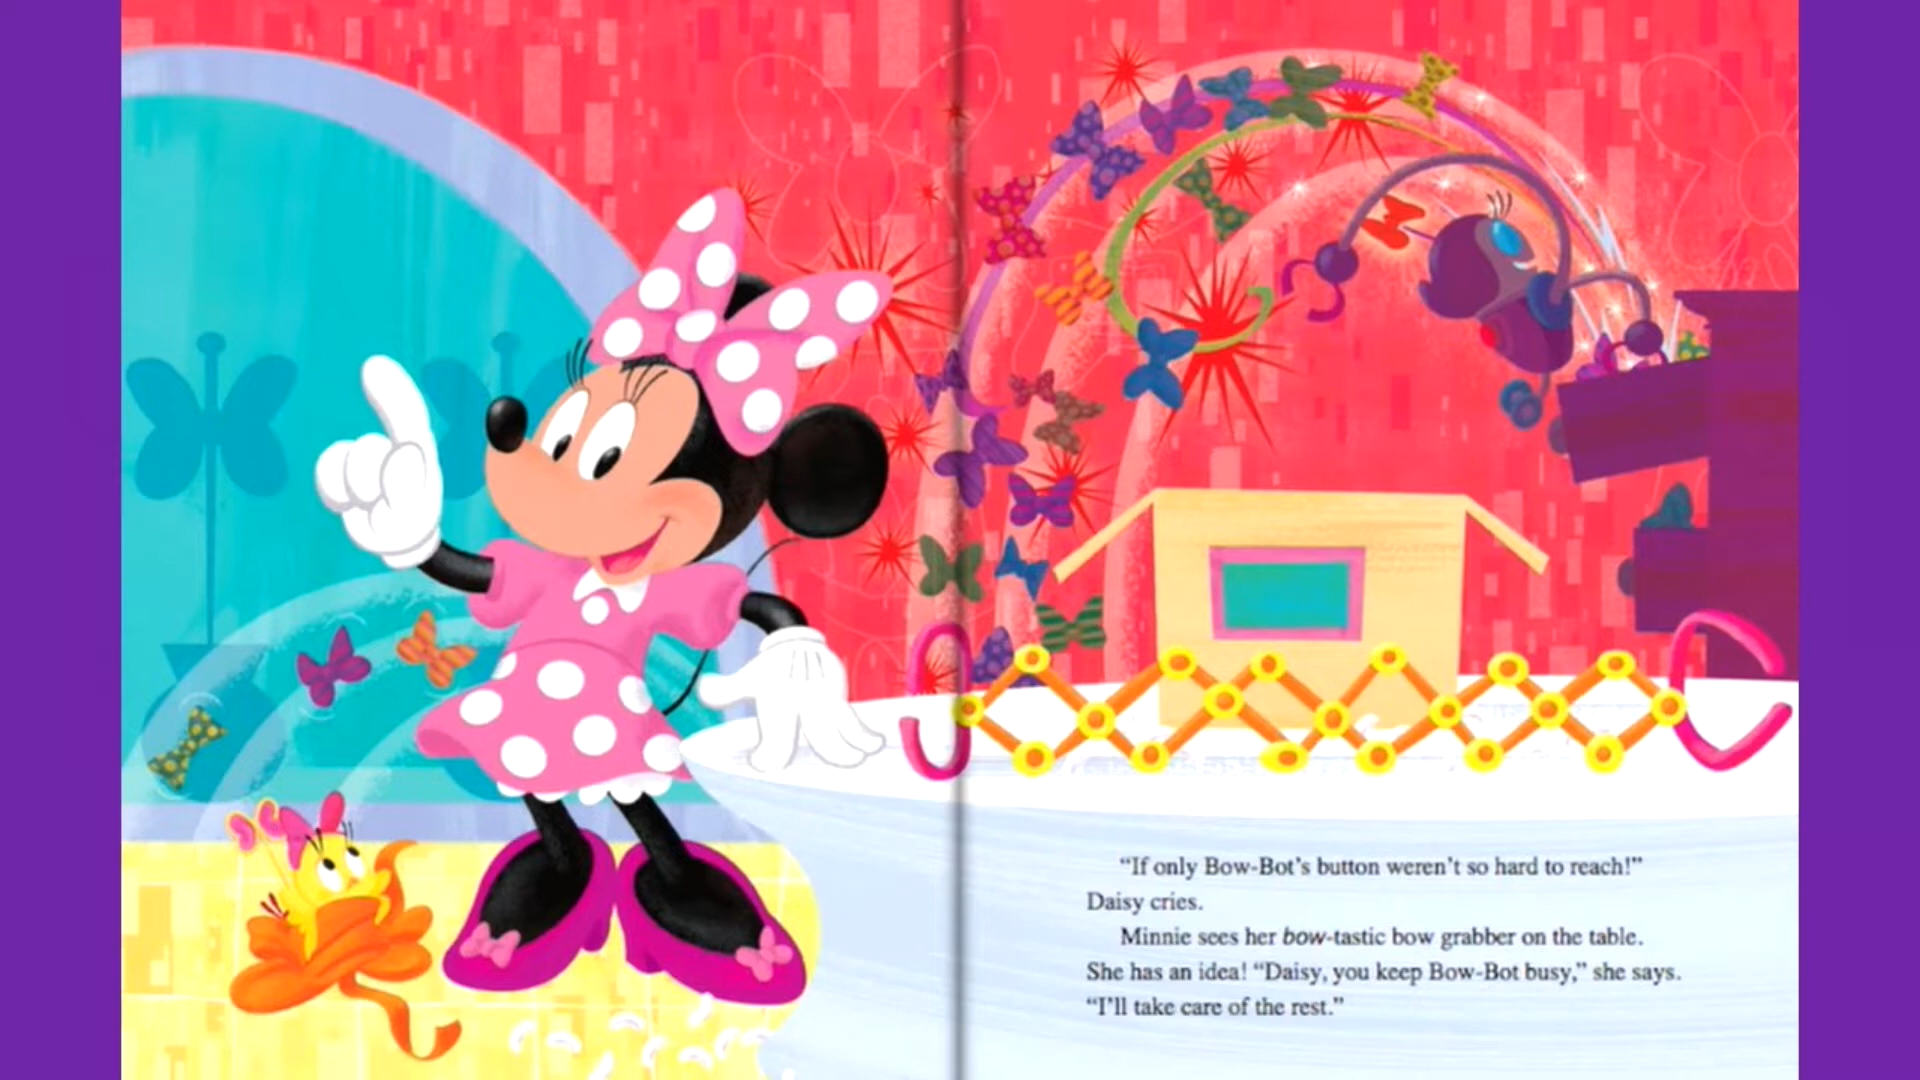 “If only Bow-Bot’s button weren’t so hard to reach!”
Daisy cries.
Minnie sees her bow-tastic bow grabber on the table.
She has an idea! “Daisy, you keep Bow-Bot busy,” she says.
“I’ll take care of the rest.”